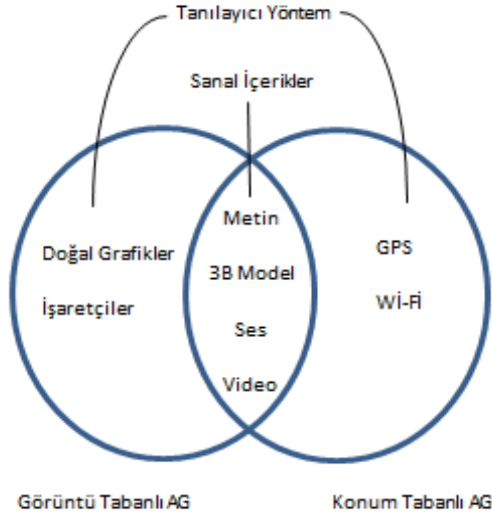 Tanılayıcı Yöntem
Sanal İçerikler
Metin
Doğal Grafikler
GPS
3B Model
İşaretçiler
Wİ-Fİ
Ses
Video
Görüntü Tabanlı AG
Konum Tabanlı AG